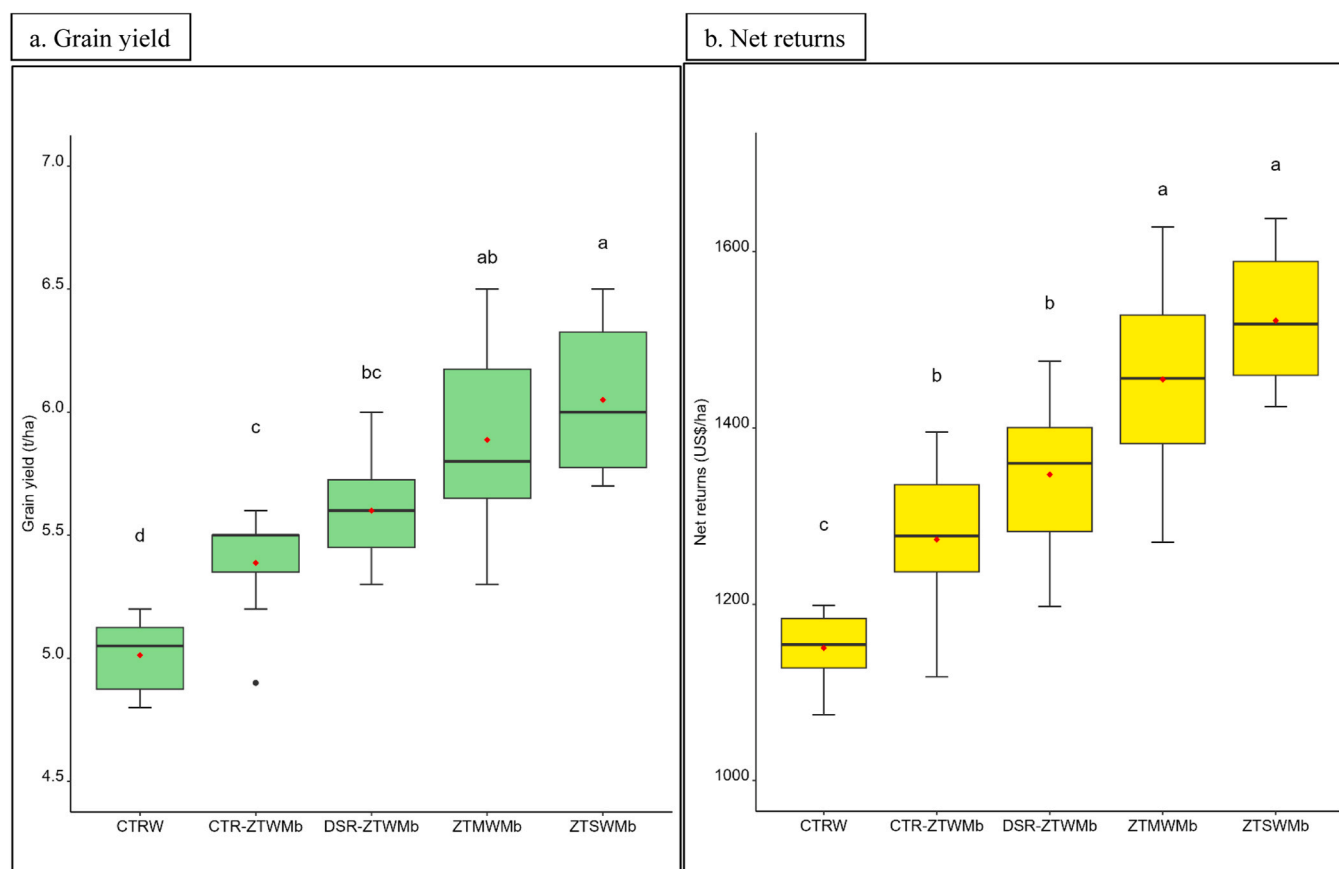 a. Grain yield
7.0
6.5
6.0
5.5
5.0
4.5
Grain yield (t/ha)
d
c
bc
ab
a
CTRW
CTR-ZTWMb
DSR-ZTWMb
ZTMWMb
ZTSWMb
b. Net returns
1600
1400
1200
1000
Net returns (US$/ha)
c
b
b
a
a
CTRW
CTR-ZTWMb
DSR-ZTWMb
ZTMWMb
ZTSWMb